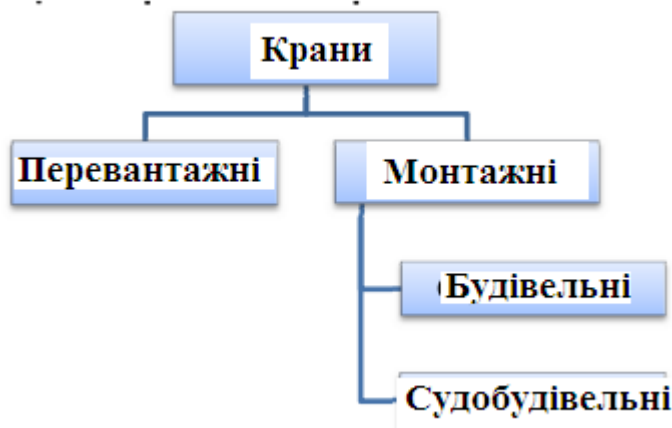 Крани
Перевантажні
Монтажні
Будівельні
Судобудівельні